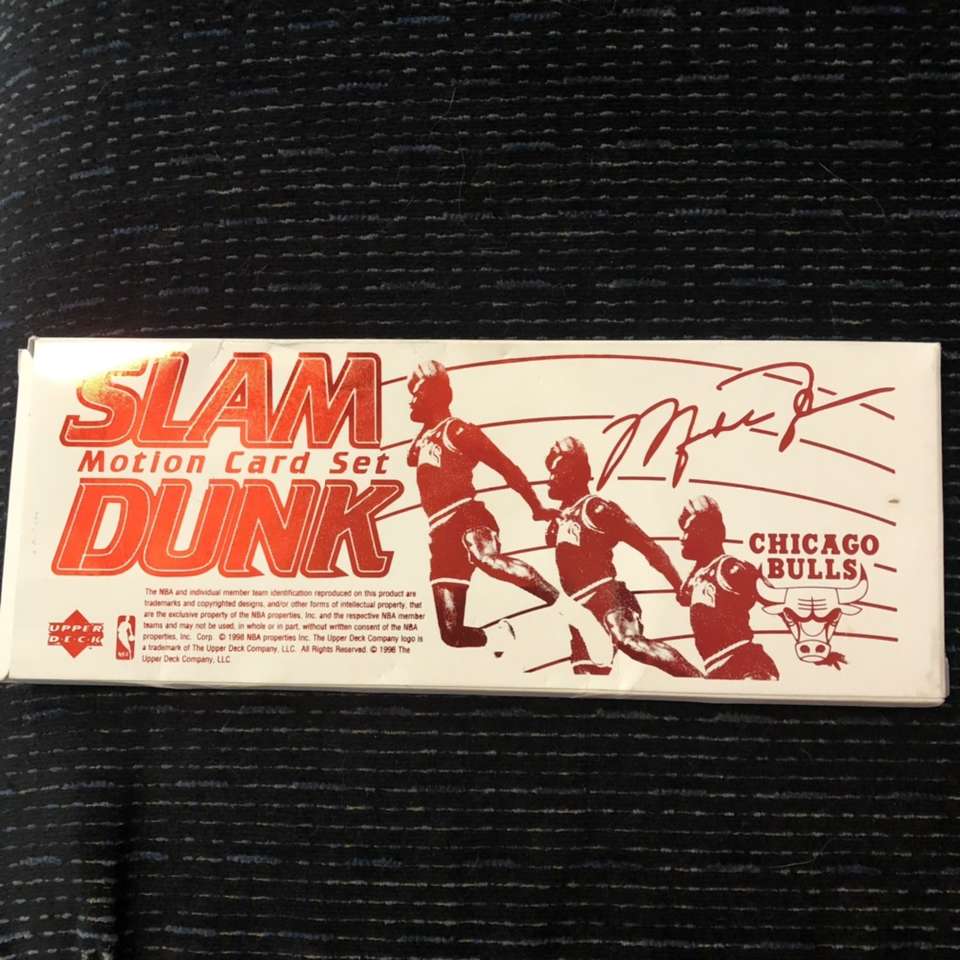 SLAM
Motion Card Set
DUNK
CHICAGO
BULLS
The NBA and individual member team identification reproduced on this product are
trademarks and copyrighted designs, and/or other forms of intellectual property, that
are the exclusive property of the NBA properties, Inc. and the respective NBA member
teams and may not be used, in whole or in part, without written consent of the NBA
properties, Inc. Corp. © 1998 NBA properties Inc. The Upper Deck Company logo is
a trademark of The Upper Deck Company, LLC. All Rights Reserved. © 1998 The
Upper Deck Company, LLC
UPPER
DECK
NBA